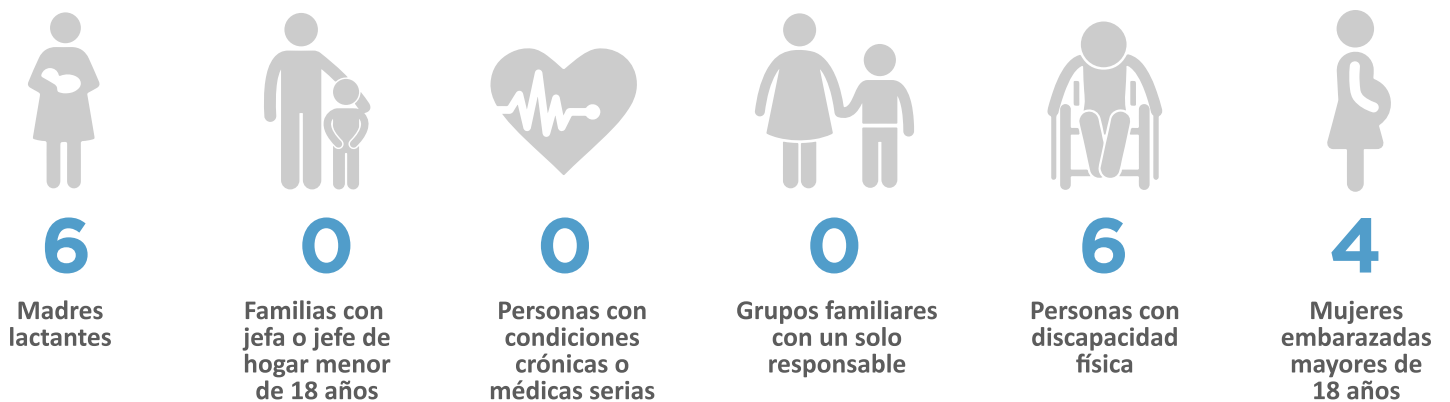 6
Madres
lactantes
0
Familias con
jefa o jefe de
hogar menor
de 18 años
0
Personas con
condiciones
crónicas o
médicas serias
0
Grupos familiares
con un solo
responsable
6
Personas con
discapacidad
física
4
Mujeres
embarazadas
mayores de
18 años